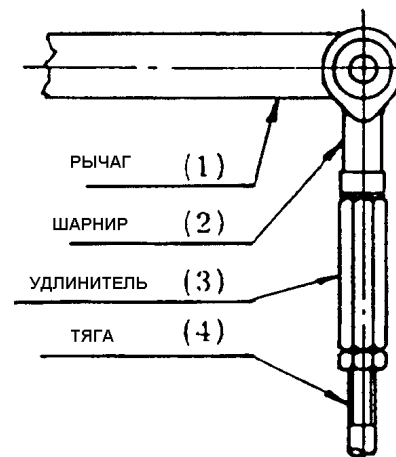 РЫЧАГ (1)
ШАРНИР (2)
УДЛИНИТЕЛЬ (3)
ТЯГА (4)